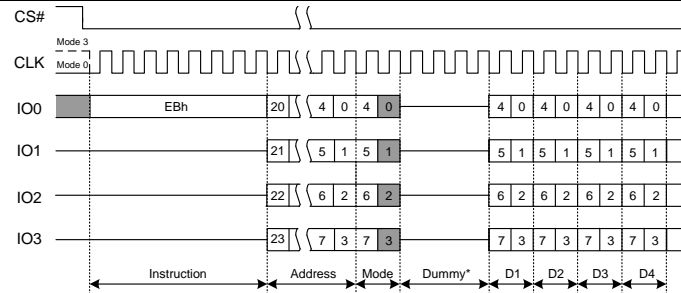 CS#
Mode 3
CLK Mode 0
IO0 EBh 20 4 0 4 0 4 0 4 0 4 0 4 0
IO1 21 5 1 5 1 5 1 5 1 5 1 5 1
IO2 22 6 2 6 2 6 2 6 2 6 2 6 2
IO3 23 7 3 7 3 7 3 7 3 7 3 7 3
Instruction Address Mode Dummy* D1 D2 D3 D4